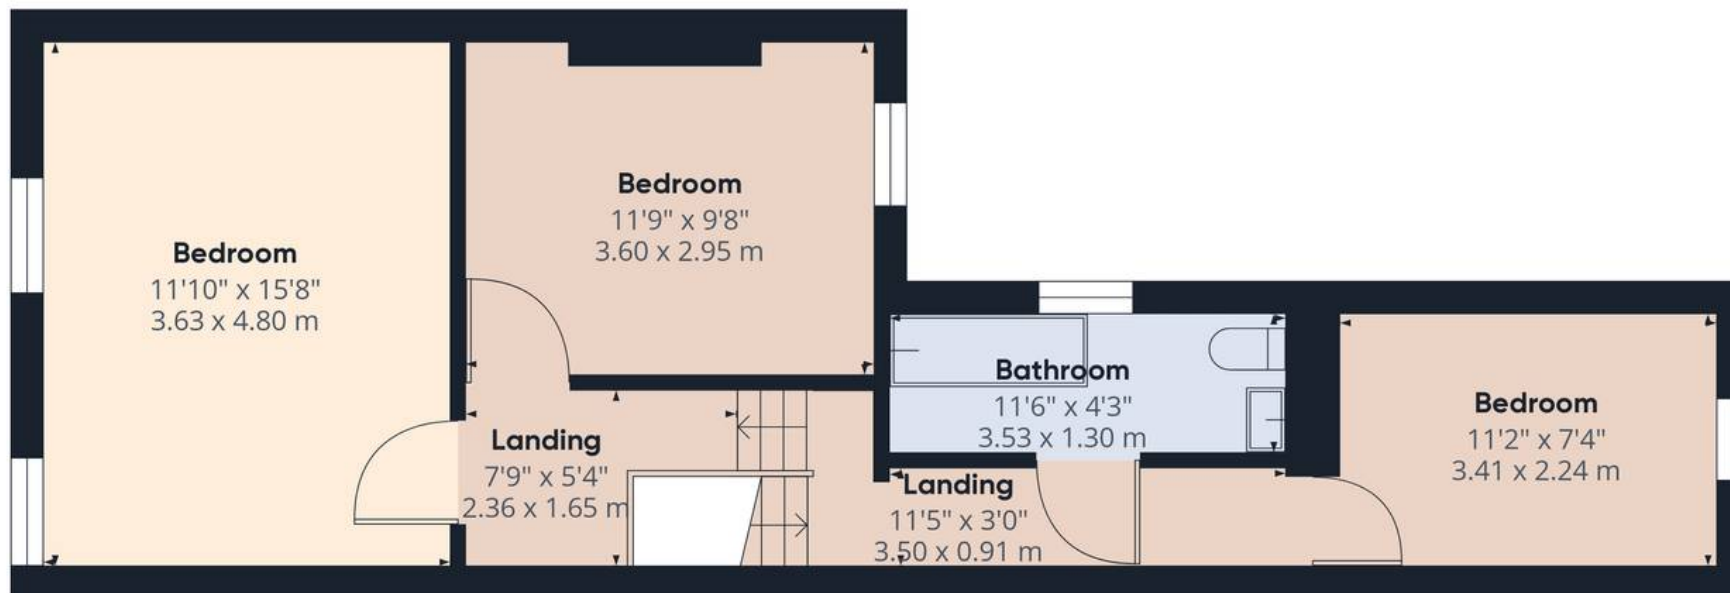 Bedroom
11'10" x 15'8"
3.63 x 4.80 m
Bedroom
11'9" x 9'8"
3.60 x 2.95 m
Landing
7'9" x 5'4"
2.36 x 1.65 m
Bathroom
11'6" x 4'3"
3.53 x 1.30 m
Landing
11'5" x 3'0"
3.50 x 0.91 m
Bedroom
11'2" x 7'4"
3.41 x 2.24 m